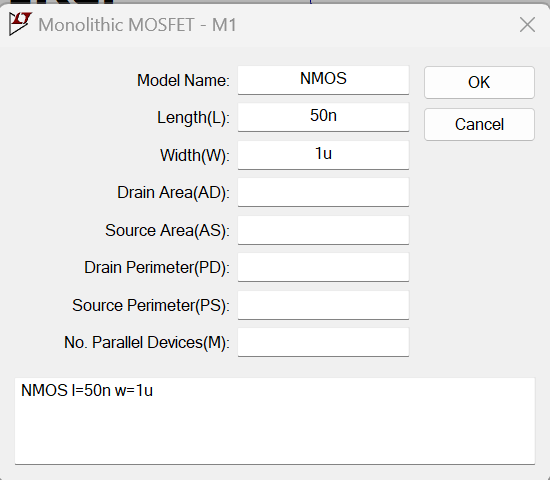 Monolithic MOSFET - M1
Model Name: NMOS OK
Length(L): 50n
Cancel
Width(W): 1u
Drain Area(AD):
Source Area(AS):
Drain Perimeter(PD):
Source Perimeter(PS):
No. Parallel Devices(M):
NMOS l=50n w=1u